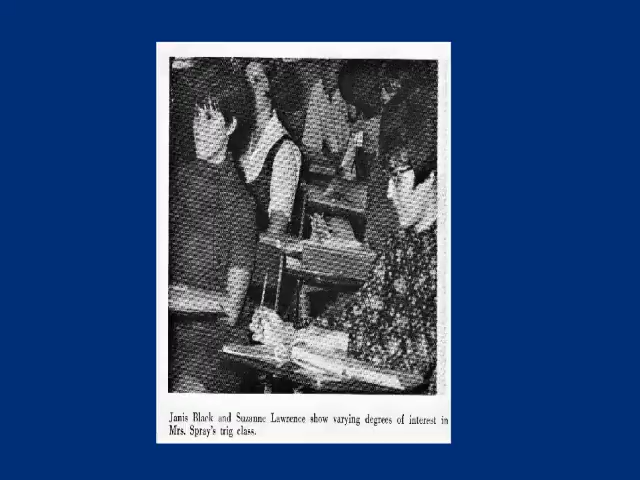 Janis Black and Suzanne Lawrence show varying degrees of interest in
Mrs. Spray's trig class.